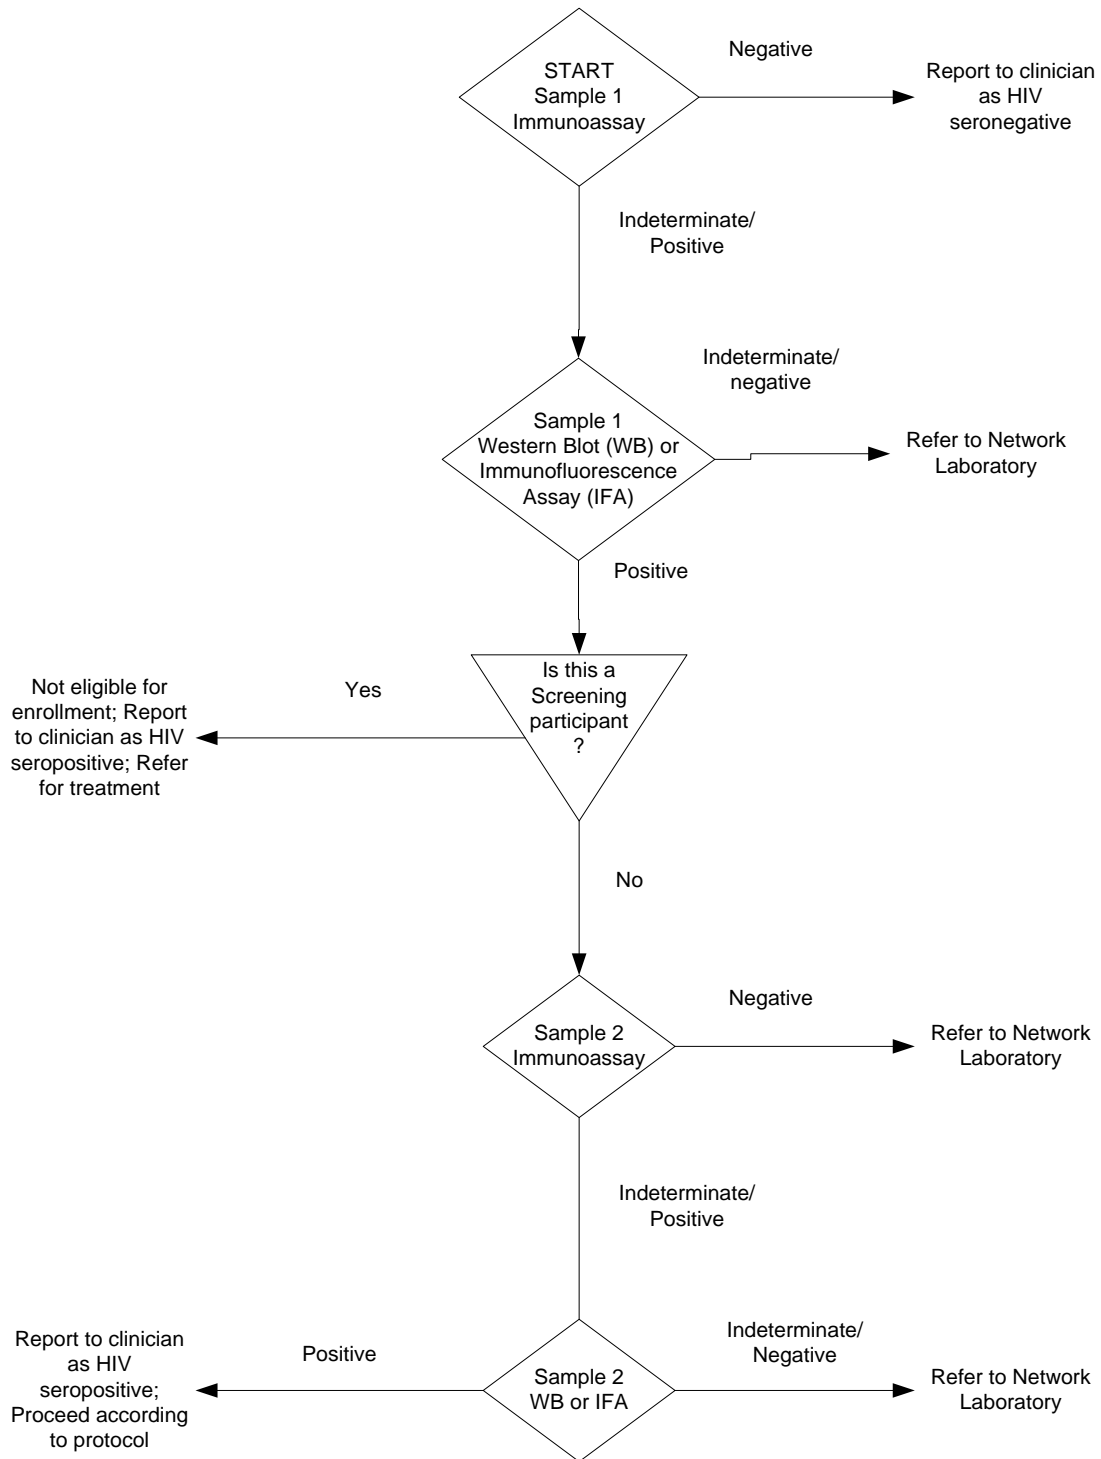 START
Sample 1
Immunoassay
Negative
Report to clinician
as HIV
seronegative
Indeterminate/
Positive
Sample 1
Western Blot (WB) or
Immunofluorescence
Assay (IFA)
Indeterminate/
negative
Refer to Network
Laboratory
Positive
Is this a
Screening
participant
?
Yes
Not eligible for
enrollment; Report
to clinician as HIV
seropositive; Refer
for treatment
No
Sample 2
Immunoassay
Negative
Refer to Network
Laboratory
Indeterminate/
Positive
Sample 2
WB or IFA
Positive
Report to clinician
as HIV
seropositive;
Proceed according
to protocol
Indeterminate/
Negative
Refer to Network
Laboratory